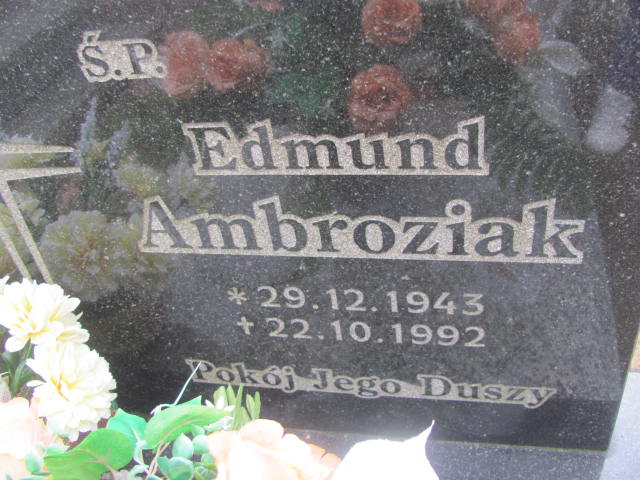 Ś.P.
Edmund
Ambroziak
* 29.12.1943
✝ 22.10.1992
Pokój Jego Duszy